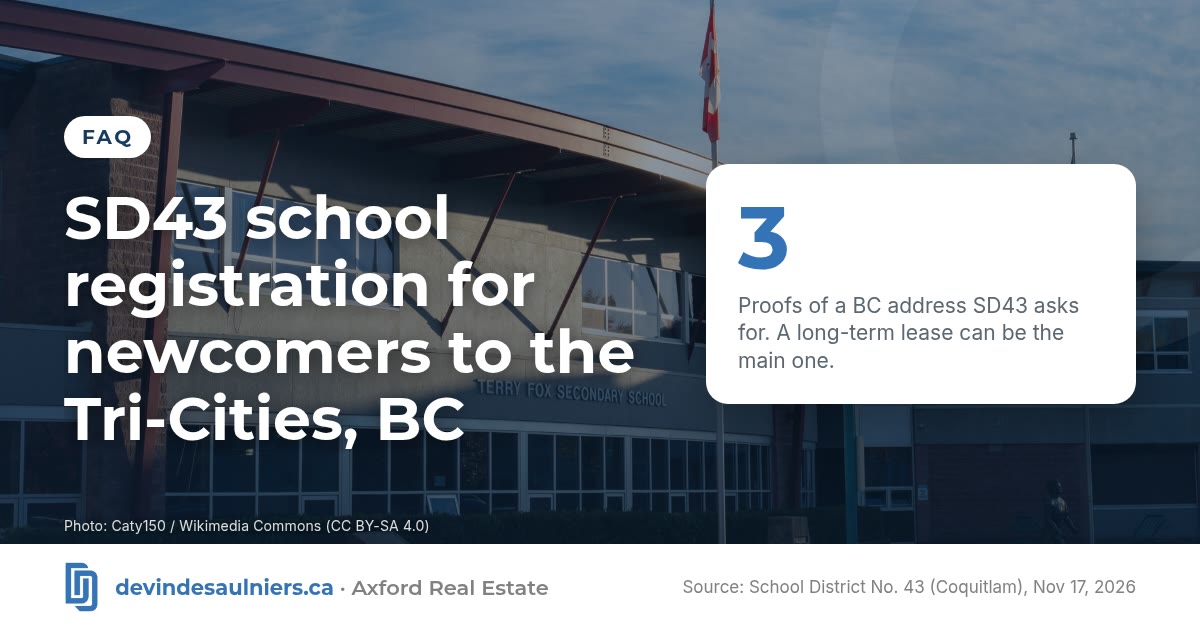 FAQ
SD43 school
registration for
newcomers to the
Tri-Cities, BC
3
Proofs of a BC address SD43 asks
for. A long-term lease can be the
main one.
TERRY FOX SECONDARY SCHOOL
Photo: Caty150 / Wikimedia Commons (CC BY-SA 4.0)
devindesaulniers.ca · Axford Real Estate
Source: School District No. 43 (Coquitlam), Nov 17, 2026